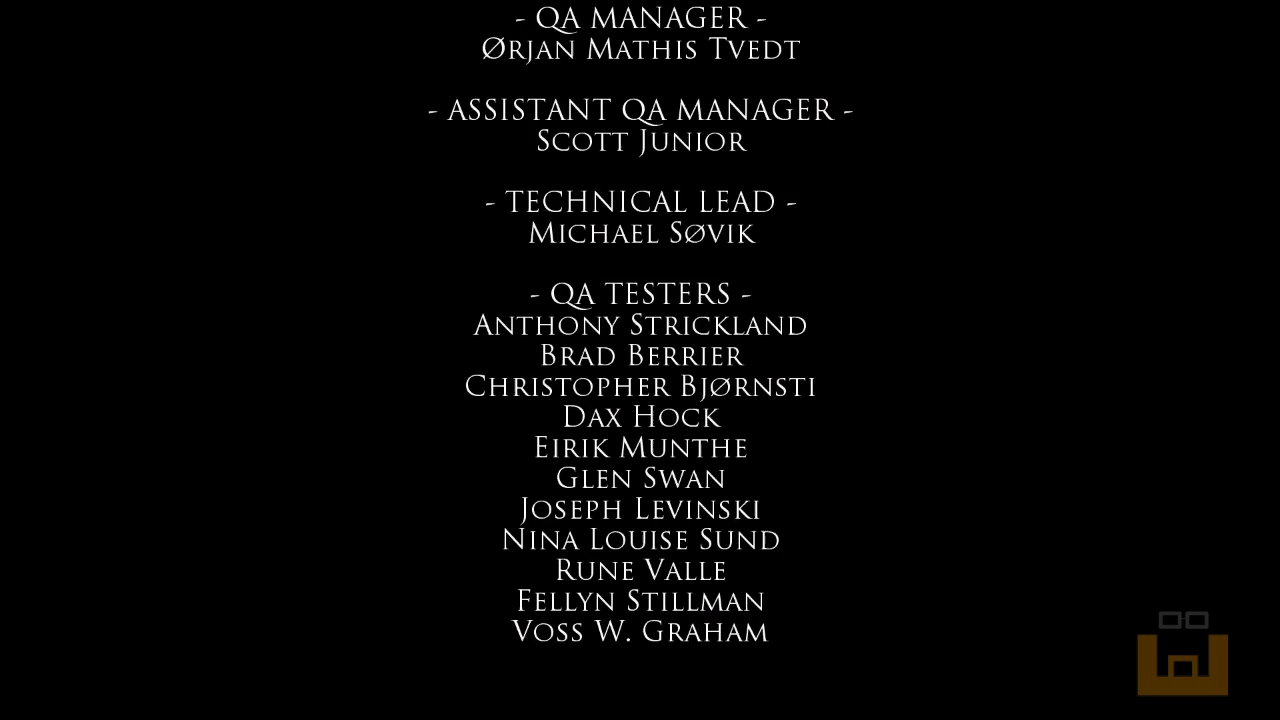 - QA MANAGER -
Ørjan Mathis Tvedt
- ASSISTANT QA MANAGER -
Scott Junior
- TECHNICAL LEAD -
Michael Søvik
- QA TESTERS -
Anthony Strickland
Brad Berrier
Christopher Bjørnsti
Dax Hock
Eirik Munthe
Glen Swan
Joseph Levinski
Nina Louise Sund
Rune Valle
Fellyn Stillman
Voss W. Graham